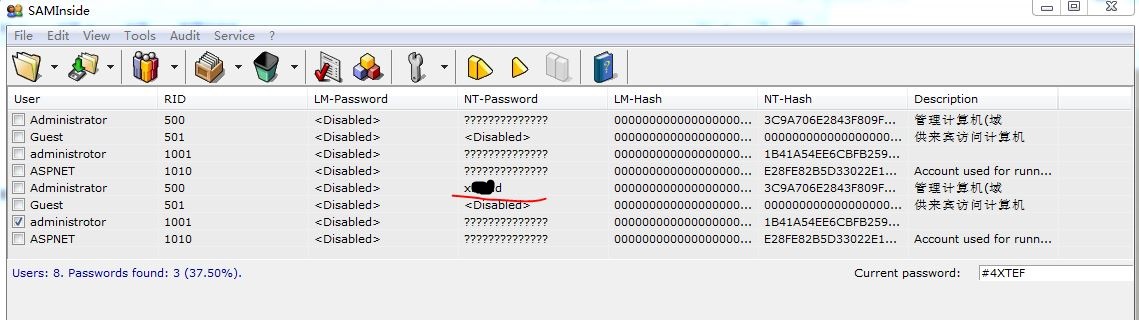 SAMInside
File Edit View Tools Audit Service ?
User RID LM-Password NT-Password LM-Hash NT-Hash Description
Administrator 500 <Disabled> ?????????????? 000000000000000000... 3C9A706E2843F809F... 管理计算机(域
Guest 501 <Disabled> <Disabled> 000000000000000000... 000000000000000000... 供来宾访问计算机
administrotor 1001 <Disabled> ?????????????? 000000000000000000... 1B41A54EE6CBFB259...
ASPNET 1010 <Disabled> ?????????????? 000000000000000000... E28FE82B5D33022E1... Account used for runn...
Administrator 500 <Disabled> x d 000000000000000000... 3C9A706E2843F809F... 管理计算机(域
Guest 501 <Disabled> <Disabled> 000000000000000000... 000000000000000000... 供来宾访问计算机
administrotor 1001 <Disabled> ?????????????? 000000000000000000... 1B41A54EE6CBFB259...
ASPNET 1010 <Disabled> ?????????????? 000000000000000000... E28FE82B5D33022E1... Account used for runn...
Users: 8. Passwords found: 3 (37.50%). Current password: #4XTEF